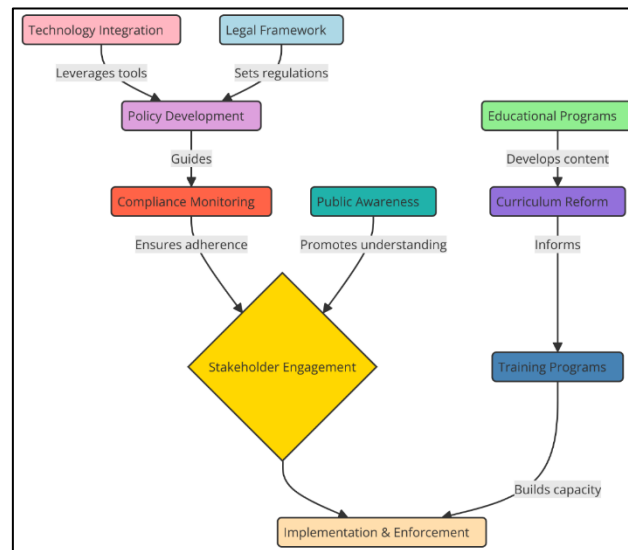 Technology Integration
Legal Framework
Leverages tools
Sets regulations
Policy Development
Educational Programs
Guides
Develops content
Compliance Monitoring
Public Awareness
Curriculum Reform
Ensures adherence
Promotes understanding
Informs
Stakeholder Engagement
Training Programs
Builds capacity
Implementation & Enforcement